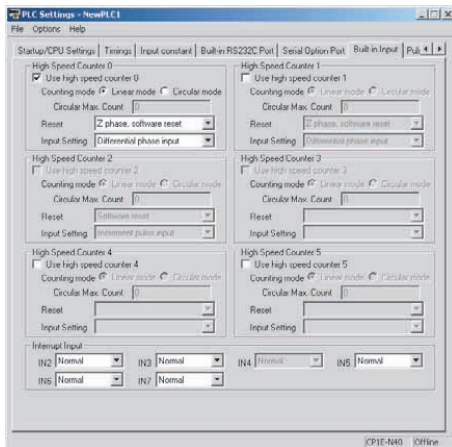 PLC Settings - NewPLC1
File Options Help
Startup/CPU Settings Timings Input constant Built-in RS232C Port Serial Option Port Built-in Input Pul
High Speed Counter 0
Use high speed counter 0
Counting mode Linear mode Circular mode
Circular Max. Count 0
Reset Z phase, software reset
Input Setting Differential phase input
High Speed Counter 1
Use high speed counter 1
Counting mode Linear mode Circular mode
Circular Max. Count 0
Reset Z phase, software reset
Input Setting Differential phase input
High Speed Counter 2
Use high speed counter 2
Counting mode Linear mode Circular mode
Circular Max. Count 0
Reset Software reset
Input Setting Increment pulse input
High Speed Counter 3
Use high speed counter 3
Counting mode Linear mode Circular mode
Circular Max. Count 0
Reset
Input Setting
High Speed Counter 4
Use high speed counter 4
Counting mode Linear mode Circular mode
Circular Max. Count 0
Reset
Input Setting
High Speed Counter 5
Use high speed counter 5
Counting mode Linear mode Circular mode
Circular Max. Count 0
Reset
Input Setting
Interrupt Input
IN2 Normal IN3 Normal IN4 Normal IN5 Normal
IN6 Normal IN7 Normal
CP1E-N40 Offline